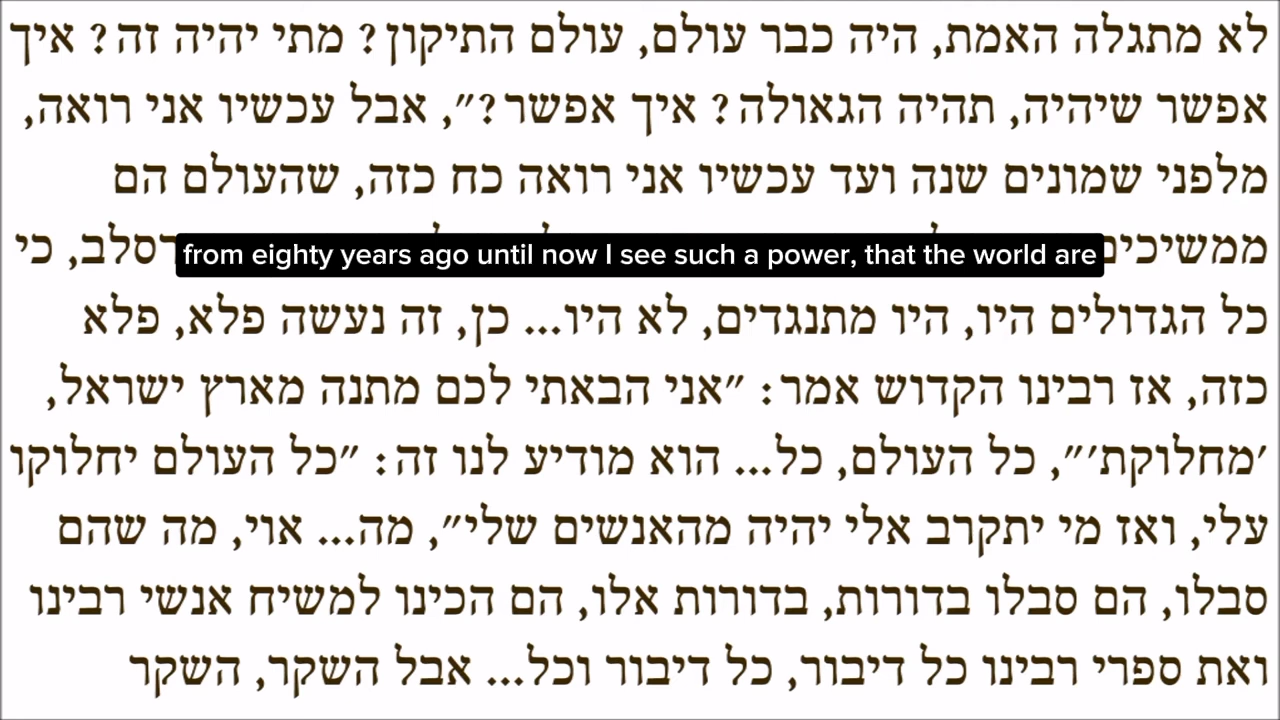 לא מתגלה האמת, היה כבר עולם, עולם התיקון? מתי יהיה זה? איך
אפשר שיהיה, תהיה הגאולה? איך אפשר?", אבל עכשיו אני רואה,
מלפני שמונים שנה ועד עכשיו אני רואה כח כזה, שהעולם הם
ממשיכים רסלב, כי
from eighty years ago until now I see such a power, that the world are
כל הגדולים היו, היו מתנגדים, לא היו... כן, זה נעשה פלא, פלא
כזה, אז רבינו הקדוש אמר: "אני הבאתי לכם מתנה מארץ ישראל,
'מחלוקת'", כל העולם, כל... הוא מודיע לנו זה: "כל העולם יחלוקו
עלי, ואז מי יתקרב אלי יהיה מהאנשים שלי", מה... אוי, מה שהם
סבלו, הם סבלו בדורות, בדורות אלו, הם הכינו למשיח אנשי רבינו
ואת ספרי רבינו כל דיבור, כל דיבור וכל... אבל השקר, השקר